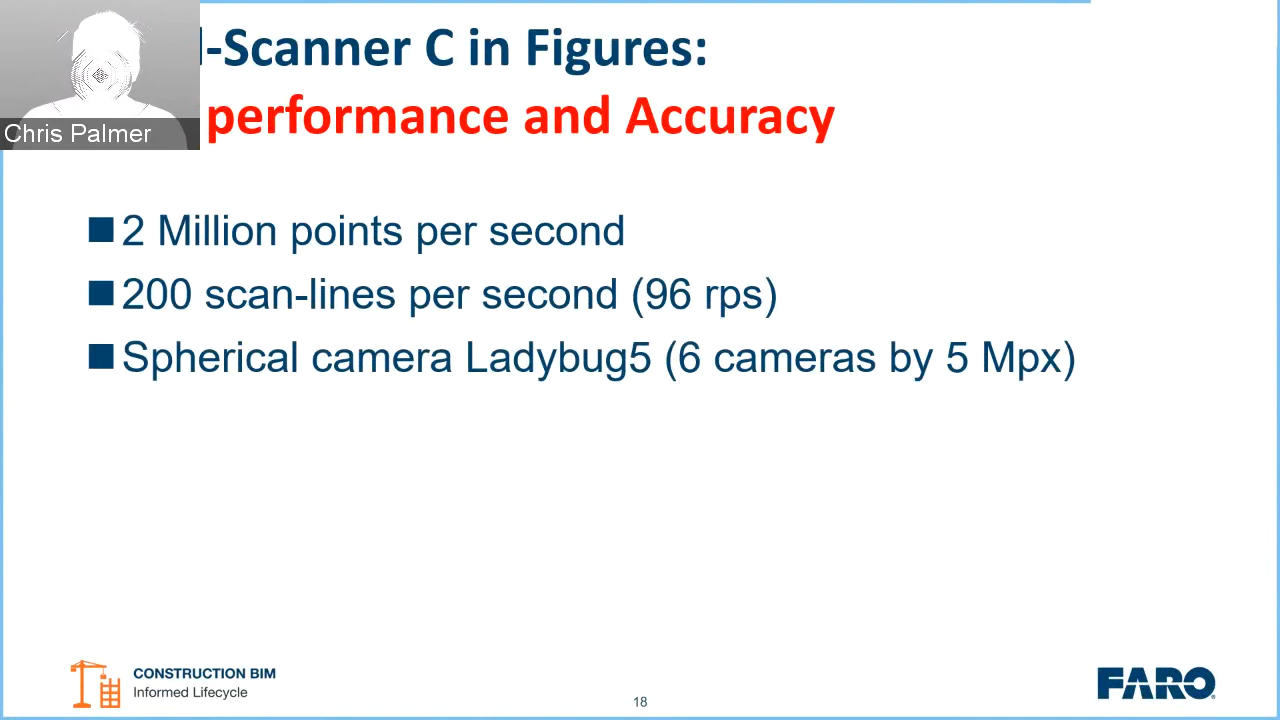 -Scanner C in Figures:
performance and Accuracy
Chris Palmer
2 Million points per second
200 scan-lines per second (96 rps)
Spherical camera Ladybug5 (6 cameras by 5 Mpx)
CONSTRUCTION BIM
Informed Lifecycle
18
FARO